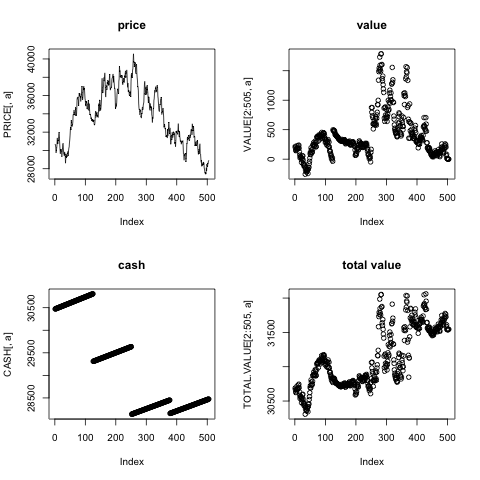 price
PRICE[, a]
28000 32000 36000 40000
0 100 200 300 400 500
Index
value
VALUE[2:505, a]
0 500 1000
0 100 200 300 400 500
Index
cash
CASH[, a]
28500 29500 30500
0 100 200 300 400 500
Index
total value
TOTAL.VALUE[2:505, a]
30500 31500
0 100 200 300 400 500
Index